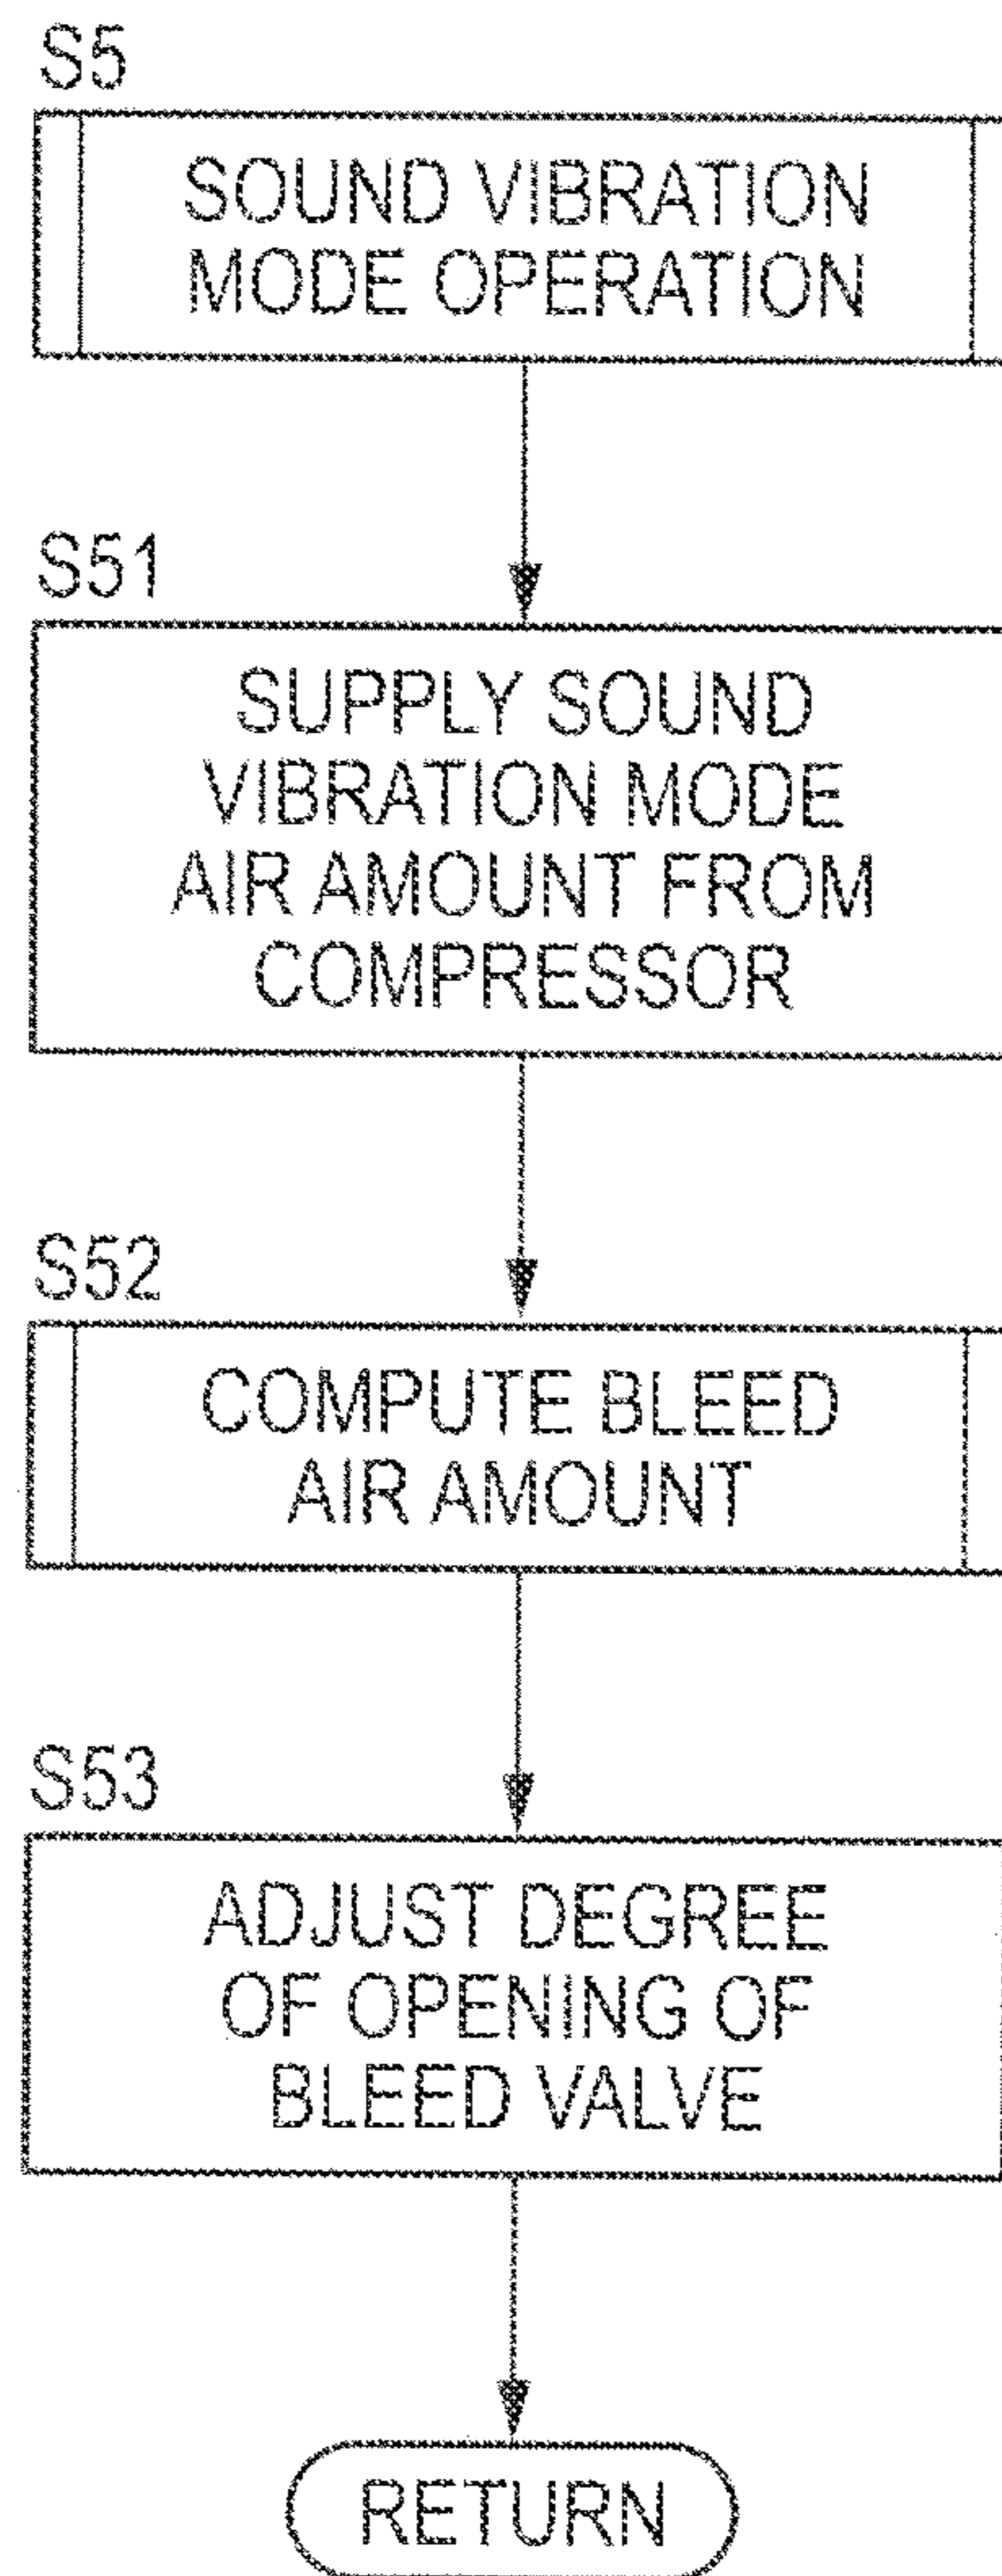 S5
SOUND VIBRATION
MODE OPERATION
S51
SUPPLY SOUND
VIBRATION MODE
AIR AMOUNT FROM
COMPRESSOR
S52
COMPUTE BLEED
AIR AMOUNT
S53
ADJUST DEGREE
OF OPENING OF
BLEED VALVE
RETURN